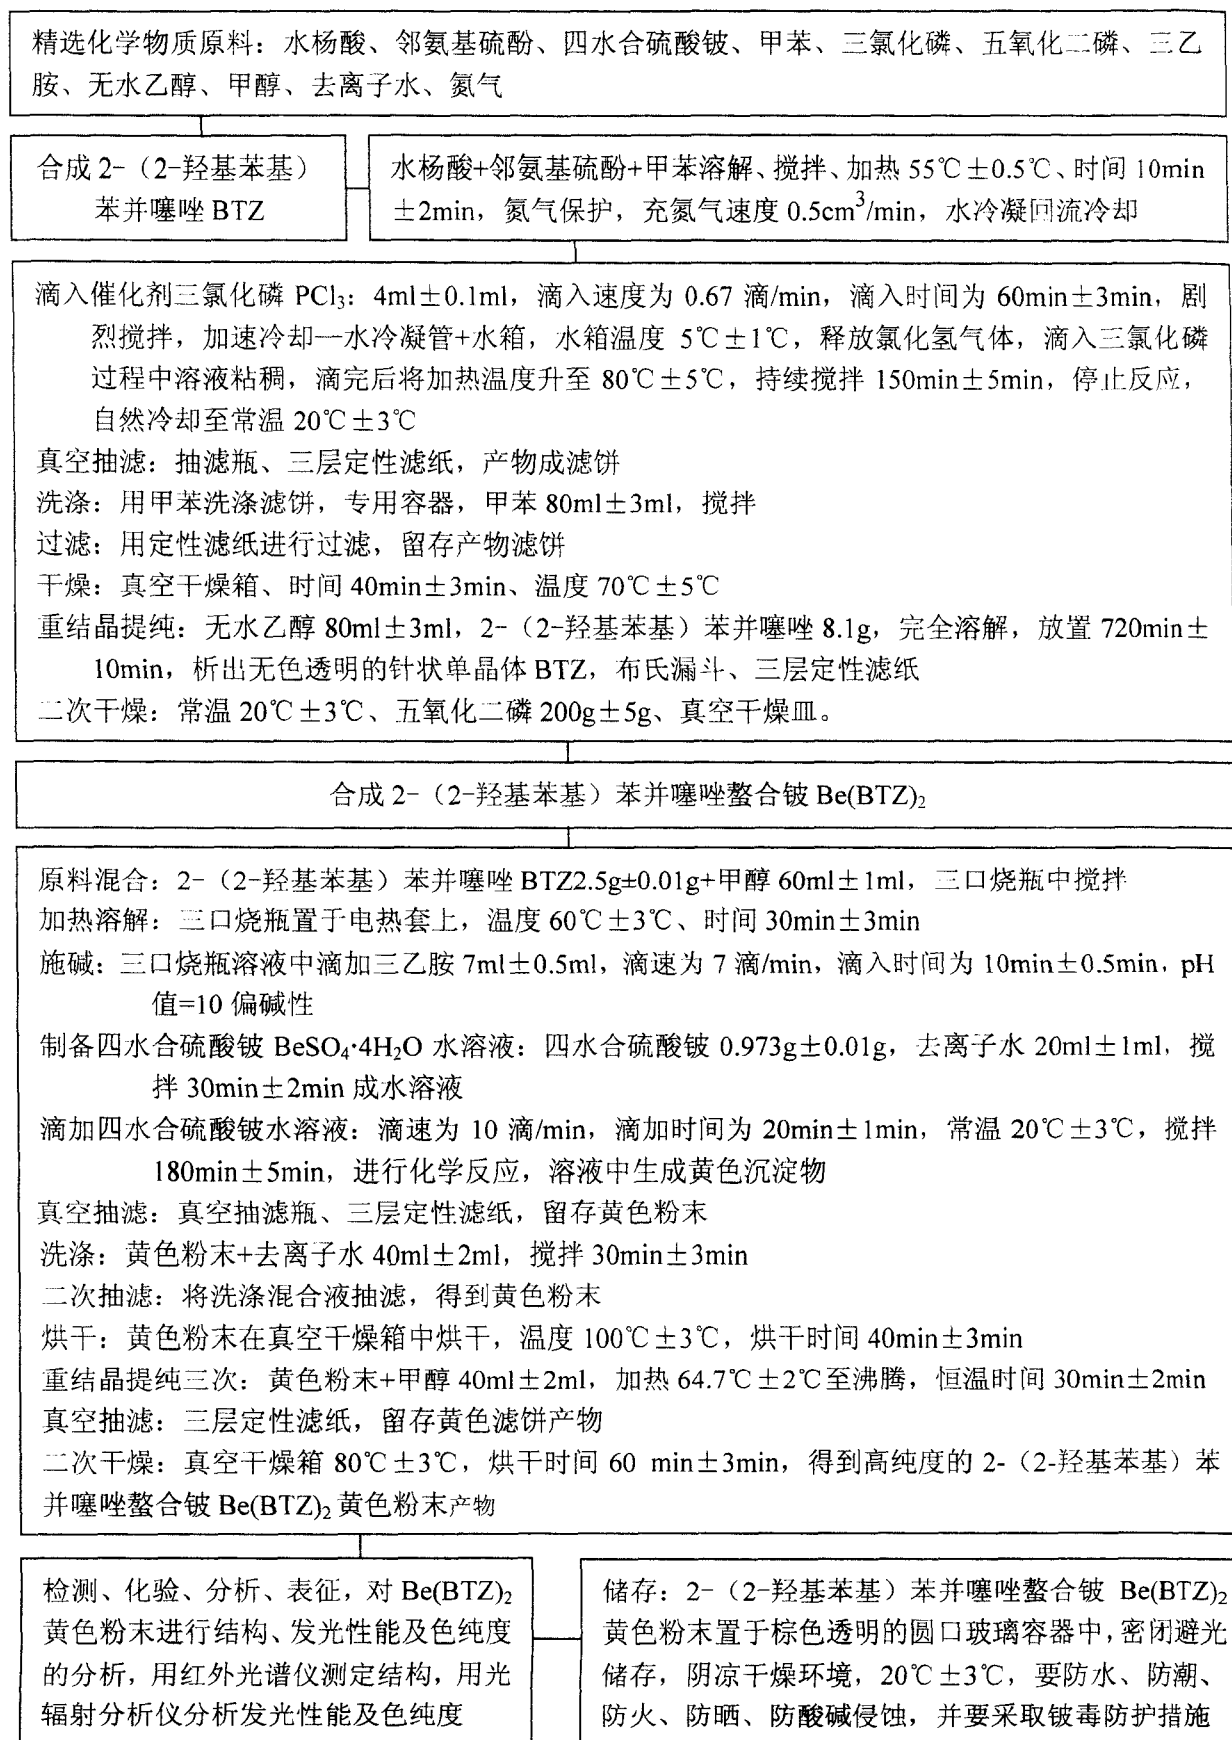 精选化学物质原料：水杨酸、邻氨基硫酚、四水合硫酸铍、甲苯、三氯化磷、五氧化二磷、三乙
胺、无水乙醇、甲醇、去离子水、氮气
合成 2-（2-羟基苯基）
苯并噻唑 BTZ
水杨酸+邻氨基硫酚+甲苯溶解、搅拌、加热 55℃±0.5℃、时间 10min
±2min，氮气保护，充氮气速度 0.5cm³/min，水冷凝回流冷却
滴入催化剂三氯化磷 PCl₃：4ml±0.1ml，滴入速度为 0.67 滴/min，滴入时间为 60min±3min，剧
烈搅拌，加速冷却—水冷凝管+水箱，水箱温度 5℃±1℃，释放氯化氢气体，滴入三氯化磷
过程中溶液粘稠，滴完后将加热温度升至 80℃±5℃，持续搅拌 150min±5min，停止反应，
自然冷却至常温 20℃±3℃
真空抽滤：抽滤瓶、三层定性滤纸，产物成滤饼
洗涤：用甲苯洗涤滤饼，专用容器，甲苯 80ml±3ml，搅拌
过滤：用定性滤纸进行过滤，留存产物滤饼
干燥：真空干燥箱、时间 40min±3min、温度 70℃±5℃
重结晶提纯：无水乙醇 80ml±3ml，2-（2-羟基苯基）苯并噻唑 8.1g，完全溶解，放置 720min±
10min，析出无色透明的针状单晶体 BTZ，布氏漏斗、三层定性滤纸
二次干燥：常温 20℃±3℃、五氧化二磷 200g±5g、真空干燥皿。
合成 2-（2-羟基苯基）苯并噻唑螯合铍 Be(BTZ)₂
原料混合：2-（2-羟基苯基）苯并噻唑 BTZ2.5g±0.01g+甲醇 60ml±1ml，三口烧瓶中搅拌
加热溶解：三口烧瓶置于电热套上，温度 60℃±3℃、时间 30min±3min
施碱：三口烧瓶溶液中滴加三乙胺 7ml±0.5ml，滴速为 7 滴/min，滴入时间为 10min±0.5min，pH
值=10 偏碱性
制备四水合硫酸铍 BeSO₄·4H₂O 水溶液：四水合硫酸铍 0.973g±0.01g，去离子水 20ml±1ml，搅
拌 30min±2min 成水溶液
滴加四水合硫酸铍水溶液：滴速为 10 滴/min，滴加时间为 20min±1min，常温 20℃±3℃，搅拌
180min±5min，进行化学反应，溶液中生成黄色沉淀物
真空抽滤：真空抽滤瓶、三层定性滤纸，留存黄色粉末
洗涤：黄色粉末+去离子水 40ml±2ml，搅拌 30min±3min
二次抽滤：将洗涤混合液抽滤，得到黄色粉末
烘干：黄色粉末在真空干燥箱中烘干，温度 100℃±3℃，烘干时间 40min±3min
重结晶提纯三次：黄色粉末+甲醇 40ml±2ml，加热 64.7℃±2℃至沸腾，恒温时间 30min±2min
真空抽滤：三层定性滤纸，留存黄色滤饼产物
二次干燥：真空干燥箱 80℃±3℃，烘干时间 60 min±3min，得到高纯度的 2-（2-羟基苯基）苯
并噻唑螯合铍 Be(BTZ)₂ 黄色粉末产物
检测、化验、分析、表征，对 Be(BTZ)₂
黄色粉末进行结构、发光性能及色纯度
的分析，用红外光谱仪测定结构，用光
辐射分析仪分析发光性能及色纯度
储存：2-（2-羟基苯基）苯并噻唑螯合铍 Be(BTZ)₂
黄色粉末置于棕色透明的圆口玻璃容器中，密闭避光
储存，阴凉干燥环境，20℃±3℃，要防水、防潮、
防火、防晒、防酸碱侵蚀，并要采取铍毒防护措施